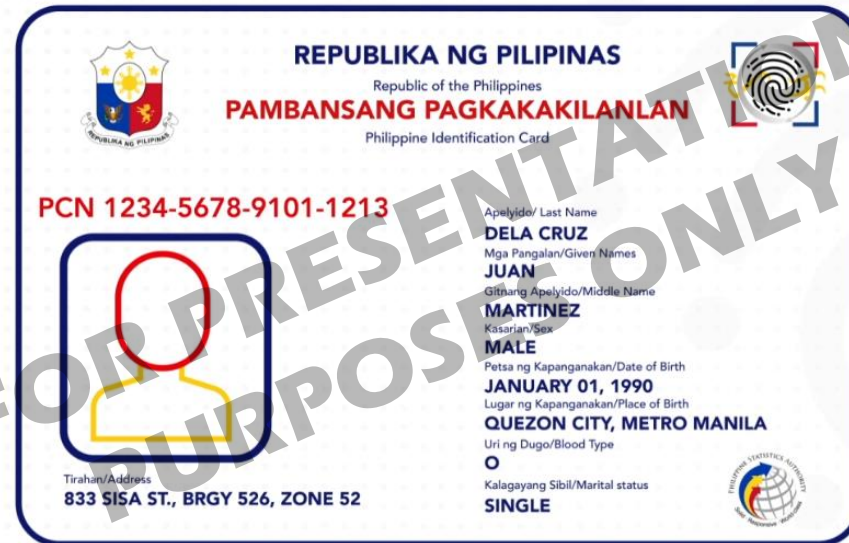 REPUBLIKA NG PILIPINAS
Republic of the Philippines
PAMBANSANG PAGKAKAKILANLAN
Philippine Identification Card
REPUBLIKA NG PILIPINAS
PCN 1234-5678-9101-1213
Apelyido/ Last Name
DELA CRUZ
Mga Pangalan/Given Names
JUAN
Gitnang Apelyido/Middle Name
MARTINEZ
Kasarian/Sex
MALE
Petsa ng Kapanganakan/Date of Birth
JANUARY 01, 1990
Lugar ng Kapanganakan/Place of Birth
QUEZON CITY, METRO MANILA
Uri ng Dugo/Blood Type
O
Kalagayang Sibil/Marital status
SINGLE
Tirahan/Address
833 SISA ST., BRGY 526, ZONE 52
PHILIPPINE STATISTICS AUTHORITY
Solid Responsive World-class
FOR PRESENTATION
PURPOSES ONLY